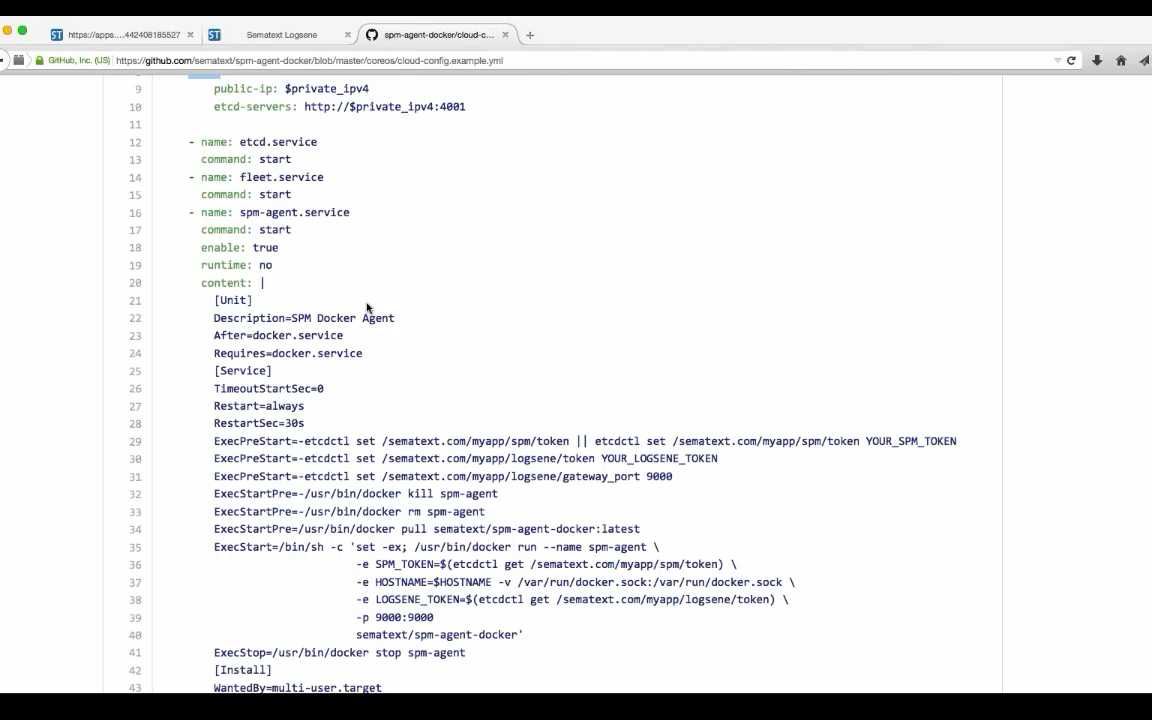 https://apps....442408185527
Sematext Logsene
spm-agent-docker/cloud-c...
GitHub, Inc. (US)
https://github.com/sematext/spm-agent-docker/blob/master/coreos/cloud-config.example.yml
9 public-ip: $private_ipv4
10 etcd-servers: http://$private_ipv4:4001
11
12 - name: etcd.service
13 command: start
14 - name: fleet.service
15 command: start
16 - name: spm-agent.service
17 command: start
18 enable: true
19 runtime: no
20 content: |
21 [Unit]
22 Description=SPM Docker Agent
23 After=docker.service
24 Requires=docker.service
25 [Service]
26 TimeoutStartSec=0
27 Restart=always
28 RestartSec=30s
29 ExecPreStart=-etcdctl set /sematext.com/myapp/spm/token || etcdctl set /sematext.com/myapp/spm/token YOUR_SPM_TOKEN
30 ExecPreStart=-etcdctl set /sematext.com/myapp/logsene/token YOUR_LOGSENE_TOKEN
31 ExecPreStart=-etcdctl set /sematext.com/myapp/logsene/gateway_port 9000
32 ExecStartPre=-/usr/bin/docker kill spm-agent
33 ExecStartPre=-/usr/bin/docker rm spm-agent
34 ExecStartPre=/usr/bin/docker pull sematext/spm-agent-docker:latest
35 ExecStart=/bin/sh -c 'set -ex; /usr/bin/docker run --name spm-agent \
36 -e SPM_TOKEN=$(etcdctl get /sematext.com/myapp/spm/token) \
37 -e HOSTNAME=$HOSTNAME -v /var/run/docker.sock:/var/run/docker.sock \
38 -e LOGSENE_TOKEN=$(etcdctl get /sematext.com/myapp/logsene/token) \
39 -p 9000:9000
40 sematext/spm-agent-docker'
41 ExecStop=/usr/bin/docker stop spm-agent
42 [Install]
43 WantedBy=multi-user.target